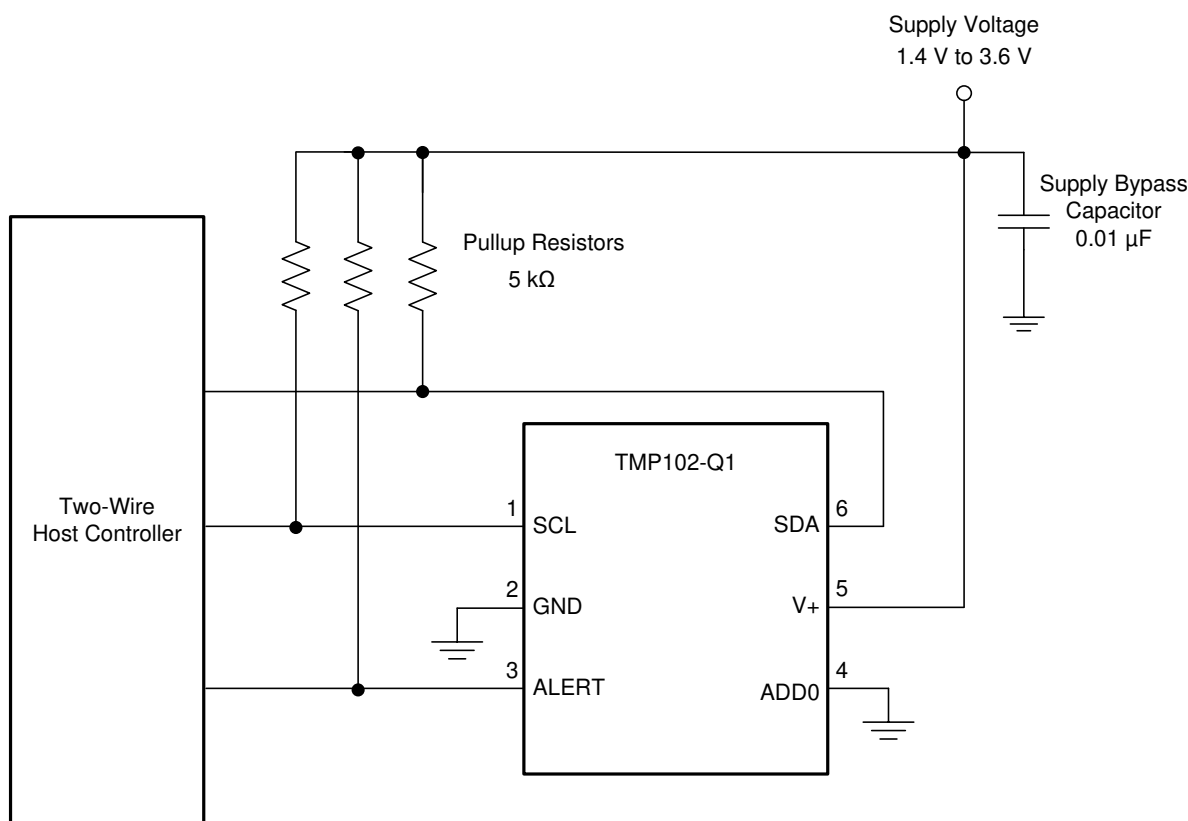 Supply Voltage
1.4 V to 3.6 V
Supply Bypass
Capacitor
0.01 µF
Pullup Resistors
5 kΩ
Two-Wire
Host Controller
TMP102-Q1
1
SCL
SDA
6
2
GND
V+
5
3
ALERT
ADD0
4